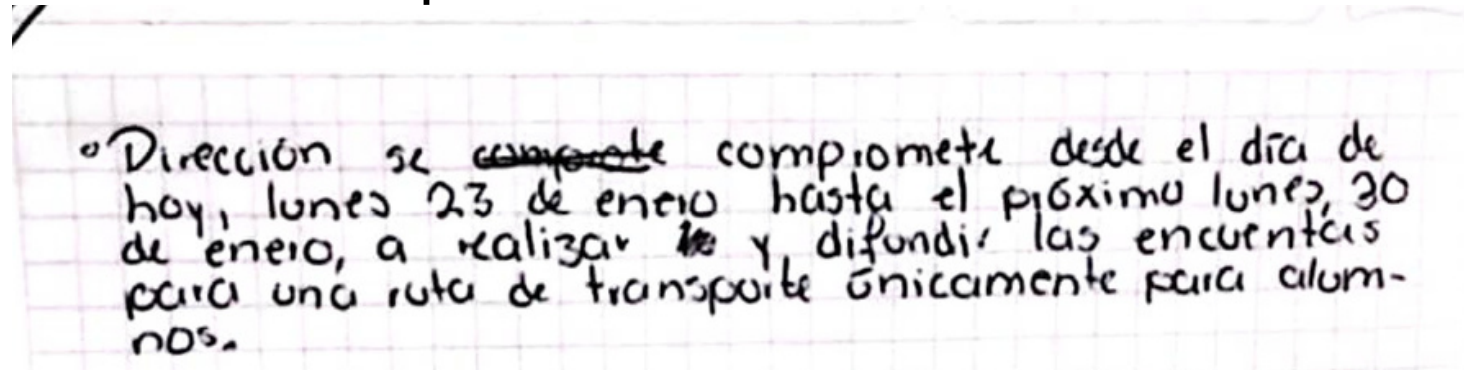 ° Dirección se compromete desde el día de
hoy, lunes 23 de enero hasta el próximo lunes, 30
de enero, a realizar y difundir las encuentas
para una ruta de transporte únicamente para alum-
nos.